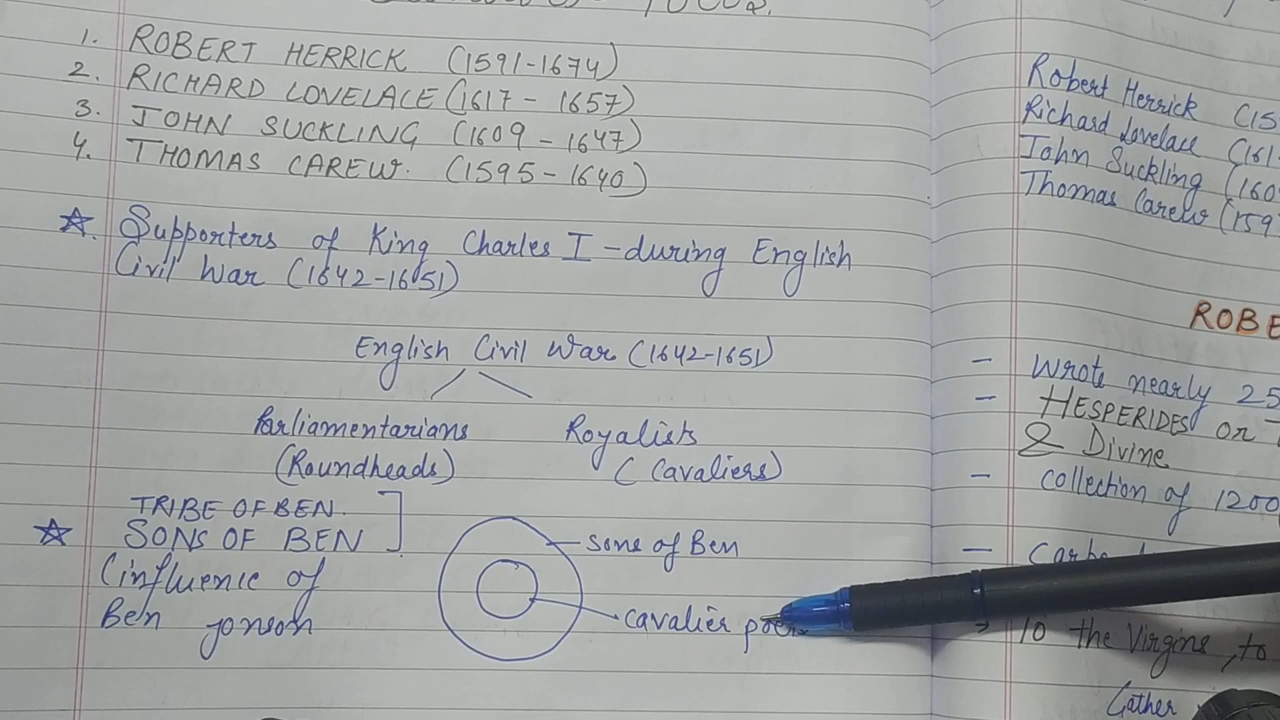 1. ROBERT HERRICK (1591-1674)
2. RICHARD LOVELACE (1617 - 1657)
3. JOHN SUCKLING (1609 - 1647)
4. THOMAS CAREW. (1595 - 1640)
☆. Supporters of King Charles I - during English
Civil War (1642-1651)
English Civil War (1642-1651)
Parliamentarians Royalists
(Roundheads) (Cavaliers)
TRIBE OF BEN.
☆ SONS OF BEN ]
(influence of
Ben jonson
Sons of Ben
cavalier
Robert Herrick (15
Richard Lovelace (161
John Suckling (160
Thomas Carew (159
ROBE
- Wrote nearly 25
- HESPERIDES or
& Divine
- collection of 1200
-
→ To the Virgins, to
Gather